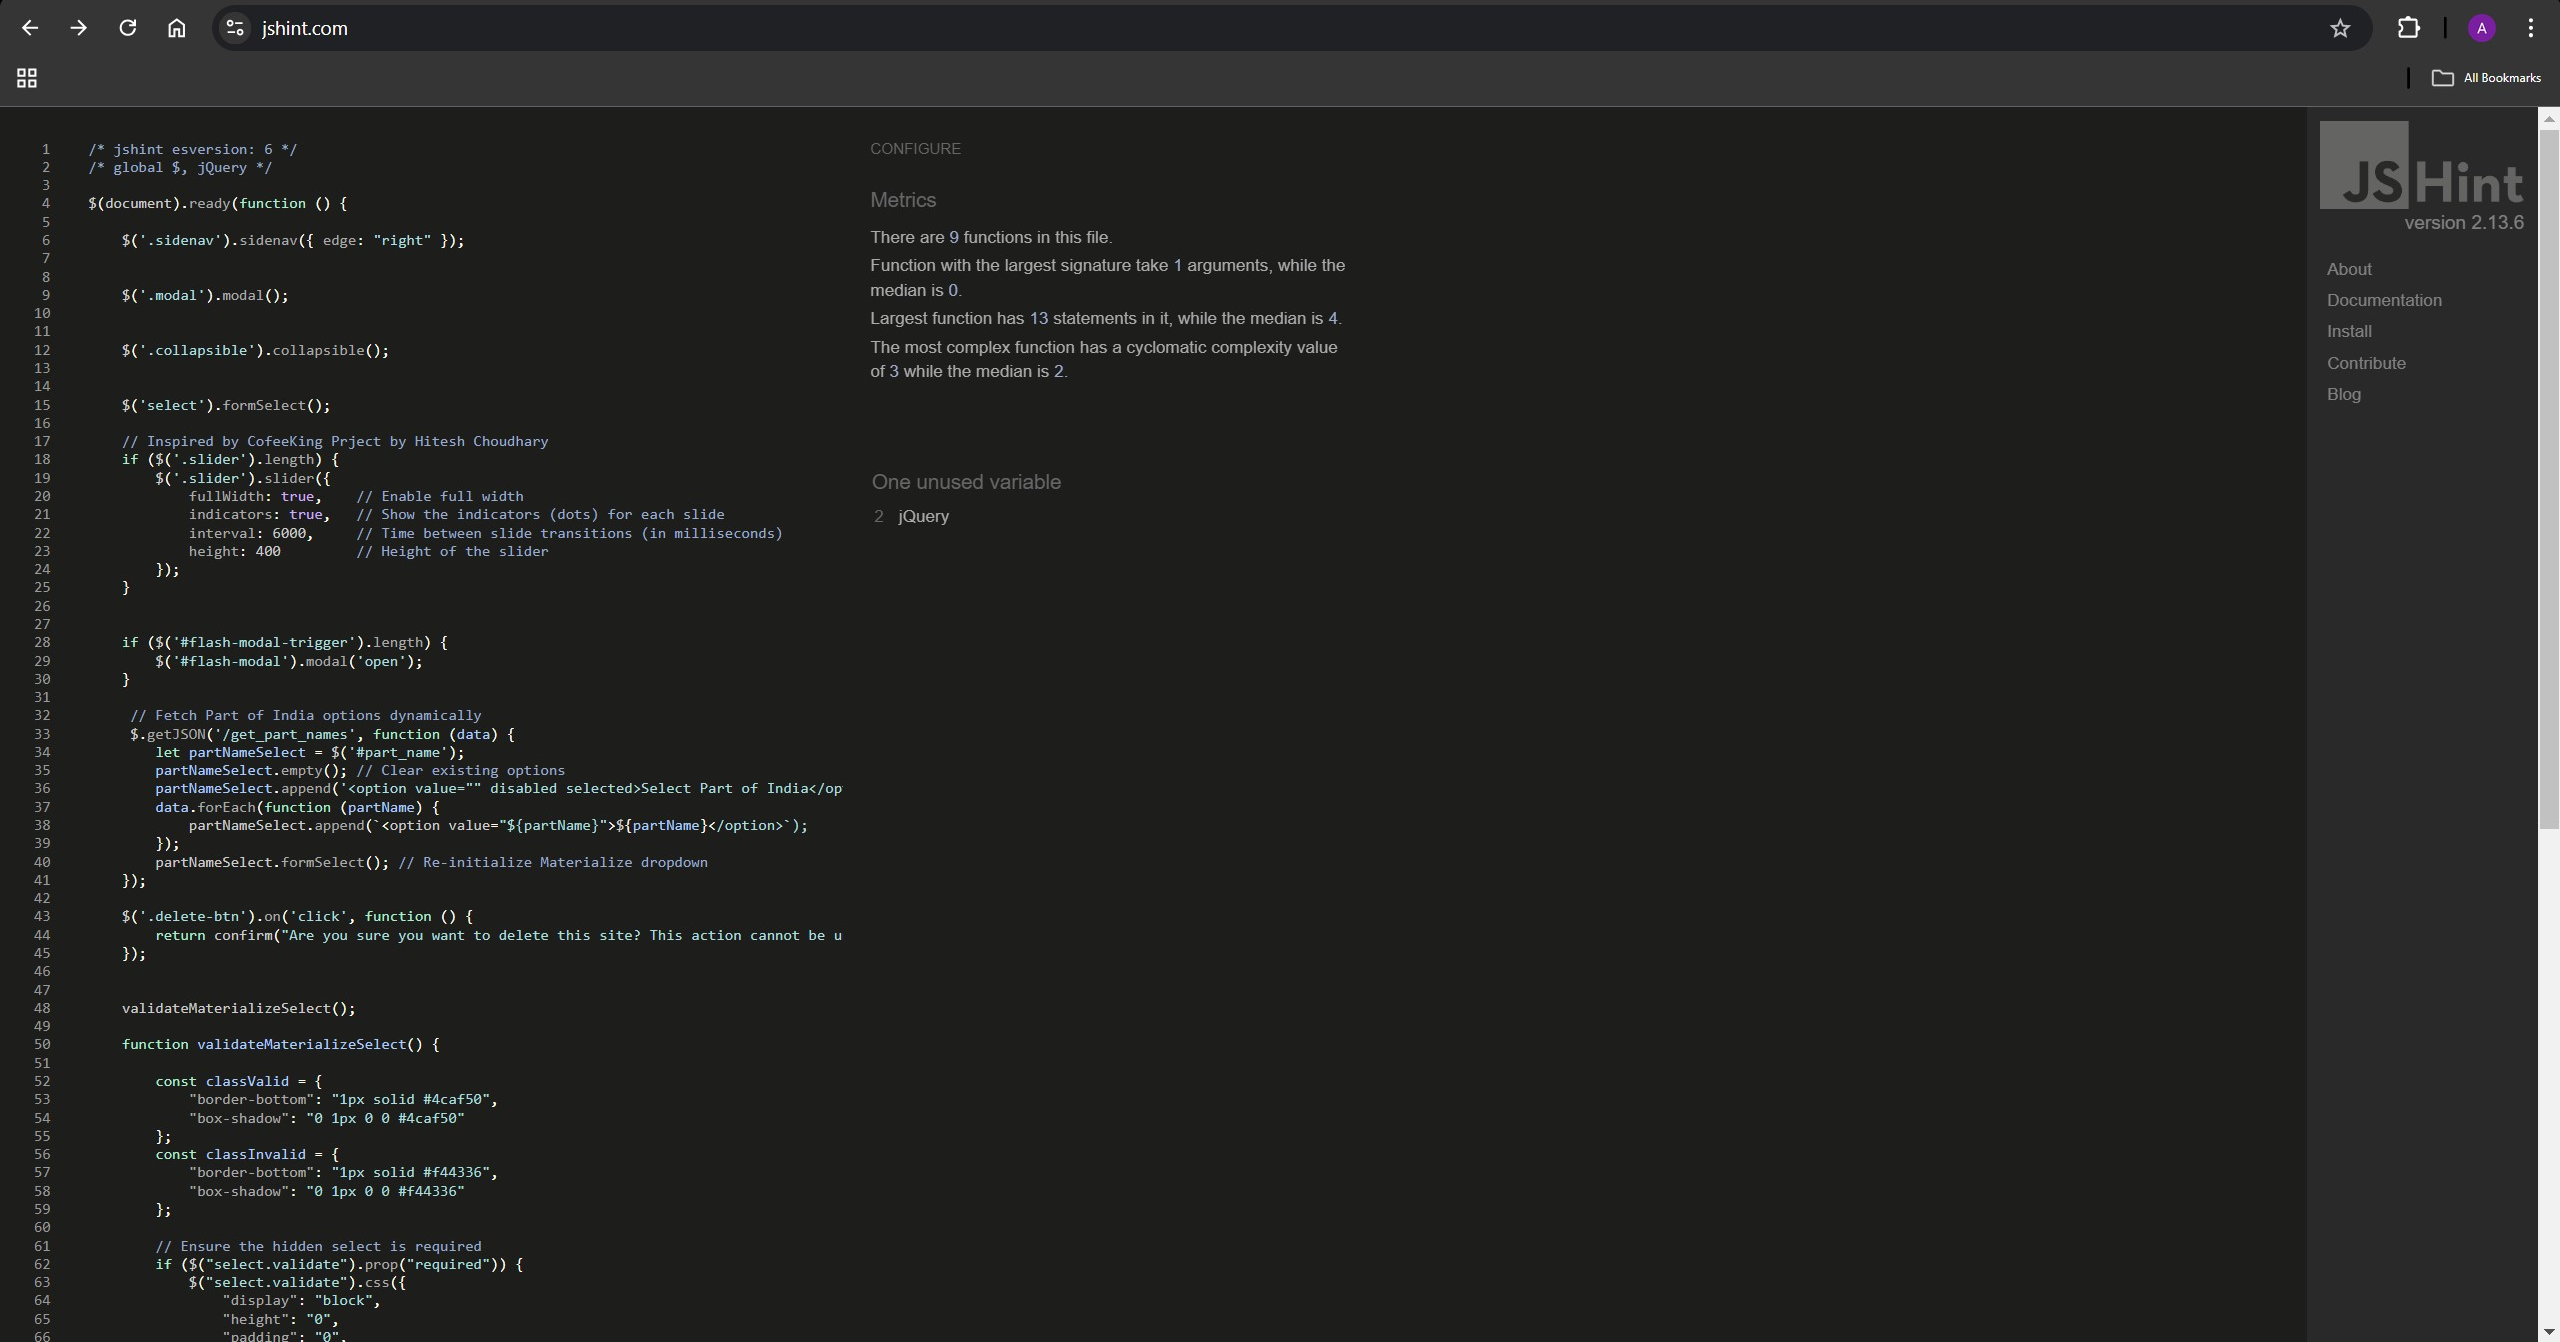 jshint.com
A
All Bookmarks
1 /* jshint esversion: 6 */
2 /* global $, jQuery */
3
4 $(document).ready(function () {
5
6 $('.sidenav').sidenav({ edge: "right" });
7
8
9 $('.modal').modal();
10
11
12 $('.collapsible').collapsible();
13
14
15 $('select').formSelect();
16
17 // Inspired by CofeeKing Prject by Hitesh Choudhary
18 if ($('.slider').length) {
19 $('.slider').slider({
20 fullWidth: true, // Enable full width
21 indicators: true, // Show the indicators (dots) for each slide
22 interval: 6000, // Time between slide transitions (in milliseconds)
23 height: 400 // Height of the slider
24 });
25 }
26
27
28 if ($('#flash-modal-trigger').length) {
29 $('#flash-modal').modal('open');
30 }
31
32 // Fetch Part of India options dynamically
33 $.getJSON('/get_part_names', function (data) {
34 let partNameSelect = $('#part_name');
35 partNameSelect.empty(); // Clear existing options
36 partNameSelect.append('<option value="" disabled selected>Select Part of India</op
37 data.forEach(function (partName) {
38 partNameSelect.append(`<option value="${partName}">${partName}</option>`);
39 });
40 partNameSelect.formSelect(); // Re-initialize Materialize dropdown
41 });
42
43 $('.delete-btn').on('click', function () {
44 return confirm("Are you sure you want to delete this site? This action cannot be u
45 });
46
47
48 validateMaterializeSelect();
49
50 function validateMaterializeSelect() {
51
52 const classValid = {
53 "border-bottom": "1px solid #4caf50",
54 "box-shadow": "0 1px 0 0 #4caf50"
55 };
56 const classInvalid = {
57 "border-bottom": "1px solid #f44336",
58 "box-shadow": "0 1px 0 0 #f44336"
59 };
60
61 // Ensure the hidden select is required
62 if ($("select.validate").prop("required")) {
63 $("select.validate").css({
64 "display": "block",
65 "height": "0",
66 "padding": "0",
CONFIGURE
Metrics
There are 9 functions in this file.
Function with the largest signature take 1 arguments, while the
median is 0.
Largest function has 13 statements in it, while the median is 4.
The most complex function has a cyclomatic complexity value
of 3 while the median is 2.
One unused variable
2 jQuery
JSHint
version 2.13.6
About
Documentation
Install
Contribute
Blog